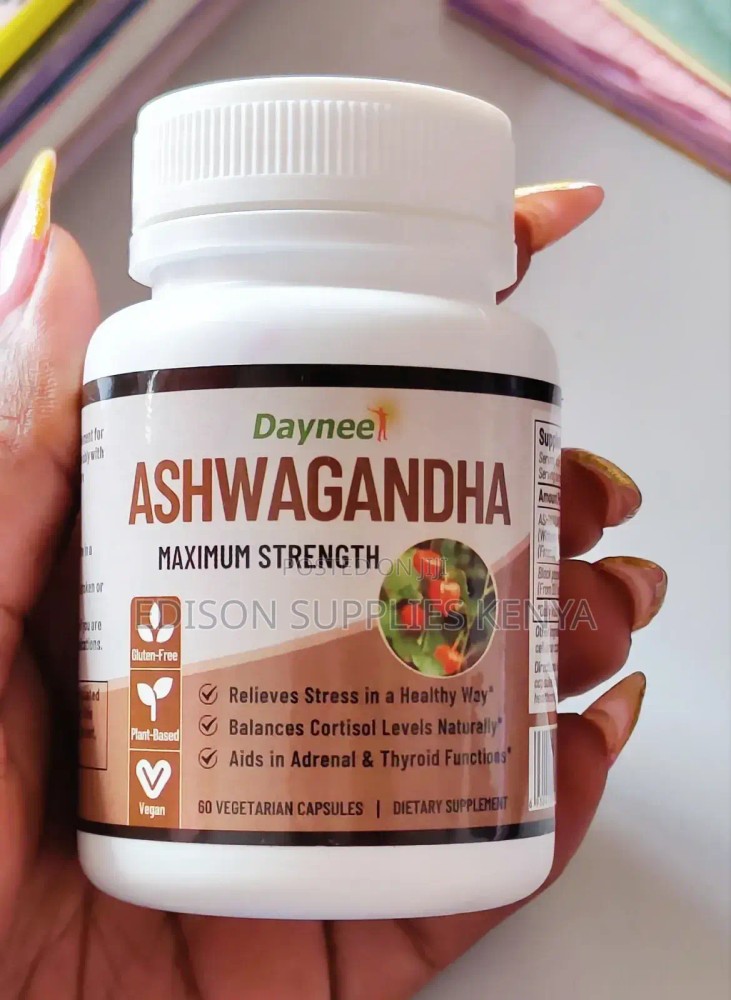 Daynee
ASHWAGANDHA
MAXIMUM STRENGTH
POSTED ON JIJI
EDISON SUPPLIES KENYA
Gluten-Free
Plant-Based
Vegan
Relieves Stress in a Healthy Way*
Balances Cortisol Levels Naturally*
Aids in Adrenal & Thyroid Functions*
60 VEGETARIAN CAPSULES | DIETARY SUPPLEMENT